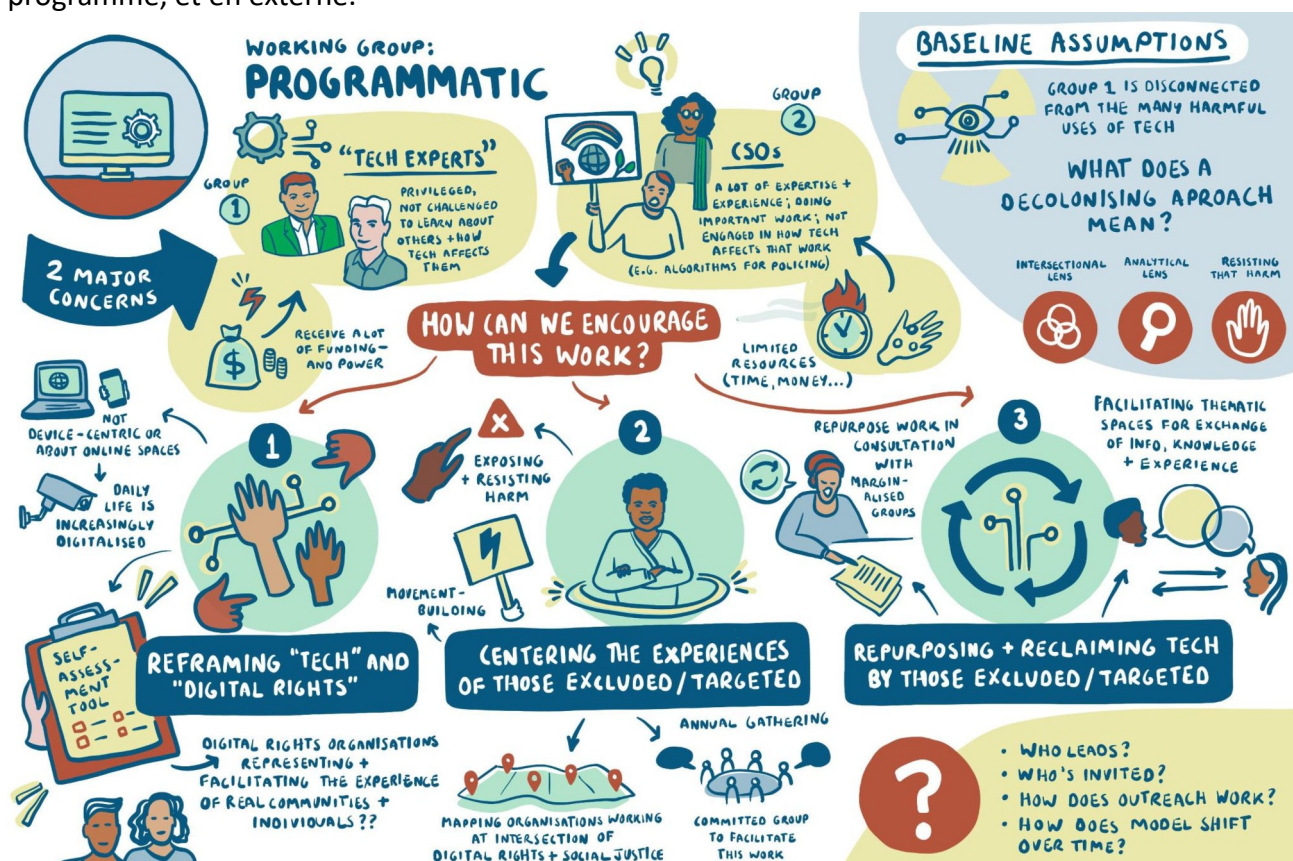 programme, et en externe.
WORKING GROUP:
PROGRAMMATIC
2 MAJOR
CONCERNS
GROUP
1
"TECH EXPERTS"
PRIVILEGED,
NOT CHALLENGED
TO LEARN ABOUT
OTHERS + HOW
TECH AFFECTS
THEM
$
RECEIVE A LOT
OF FUNDING-
AND POWER
GROUP
2
CSOs
A LOT OF EXPERTISE +
EXPERIENCE; DOING
IMPORTANT WORK; NOT
ENGAGED IN HOW TECH
AFFECTS THAT WORK
(E.G. ALGORITHMS FOR POLICING)
LIMITED
RESOURCES
(TIME, MONEY...)
BASELINE ASSUMPTIONS
GROUP 1 IS DISCONNECTED
FROM THE MANY HARMFUL
USES OF TECH
WHAT DOES A
DECOLONISING APROACH
MEAN?
INTERSECTIONAL
LENS
ANALYTICAL
LENS
RESISTING
THAT HARM
HOW CAN WE ENCOURAGE
THIS WORK?
1
NOT
DEVICE-CENTRIC OR
ABOUT ONLINE SPACES
DAILY
LIFE IS
INCREASINGLY
DIGITALISED
REFRAMING "TECH" AND
"DIGITAL RIGHTS"
SELF-
ASSESS-
MENT
TOOL
DIGITAL RIGHTS ORGANISATIONS
REPRESENTING +
FACILITATING THE EXPERIENCE
OF REAL COMMUNITIES +
INDIVIDUALS??
2
X
EXPOSING
+ RESISTING
HARM
MOVEMENT-
BUILDING
CENTERING THE EXPERIENCES
OF THOSE EXCLUDED/TARGETED
MAPPING ORGANISATIONS WORKING
AT INTERSECTION OF
DIGITAL RIGHTS + SOCIAL JUSTICE
ANNUAL GATHERING
COMMITTED GROUP
TO FACILITATE
THIS WORK
3
REPURPOSE WORK IN
CONSULTATION
WITH
MARGIN-
ALISED
GROUPS
FACILITATING THEMATIC
SPACES FOR EXCHANGE
OF INFO, KNOWLEDGE
+ EXPERIENCE
REPURPOSING + RECLAIMING TECH
BY THOSE EXCLUDED/TARGETED
?
• WHO LEADS?
• WHO'S INVITED?
• HOW DOES OUTREACH WORK?
• HOW DOES MODEL SHIFT
OVER TIME?